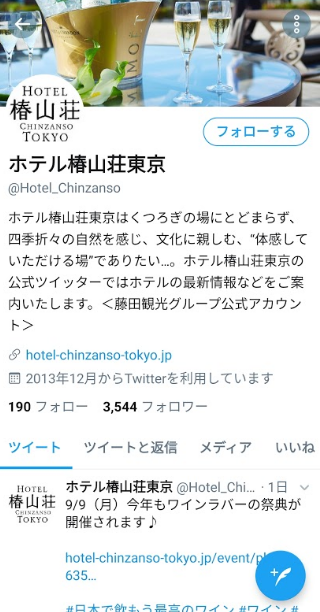 MOMENT
HOTEL
椿山荘
CHINZANSO
TOKYO
フォローする
ホテル椿山荘東京
@Hotel_Chinzanso
ホテル椿山荘東京はくつろぎの場にとどまらず、
四季折々の自然を感じ、文化に親しむ、“体感して
いただける場”でありたい…。ホテル椿山荘東京の
公式ツイッターではホテルの最新情報などをご案
内いたします。＜藤田観光グループ公式アカウン
ト＞
hotel-chinzanso-tokyo.jp
2013年12月からTwitterを利用しています
190 フォロー 3,544 フォロワー
ツイート ツイートと返信 メディア いいね
HOTEL
椿山荘
CHINZANSO
TOKYO
ホテル椿山荘東京 @Hotel_Chi... · 1日
9/9（月）今年もワインラバーの祭典が
開催されます♪
hotel-chinzanso-tokyo.jp/event/pl
635…
#日本で飲もう最高のワイン #ワイン #